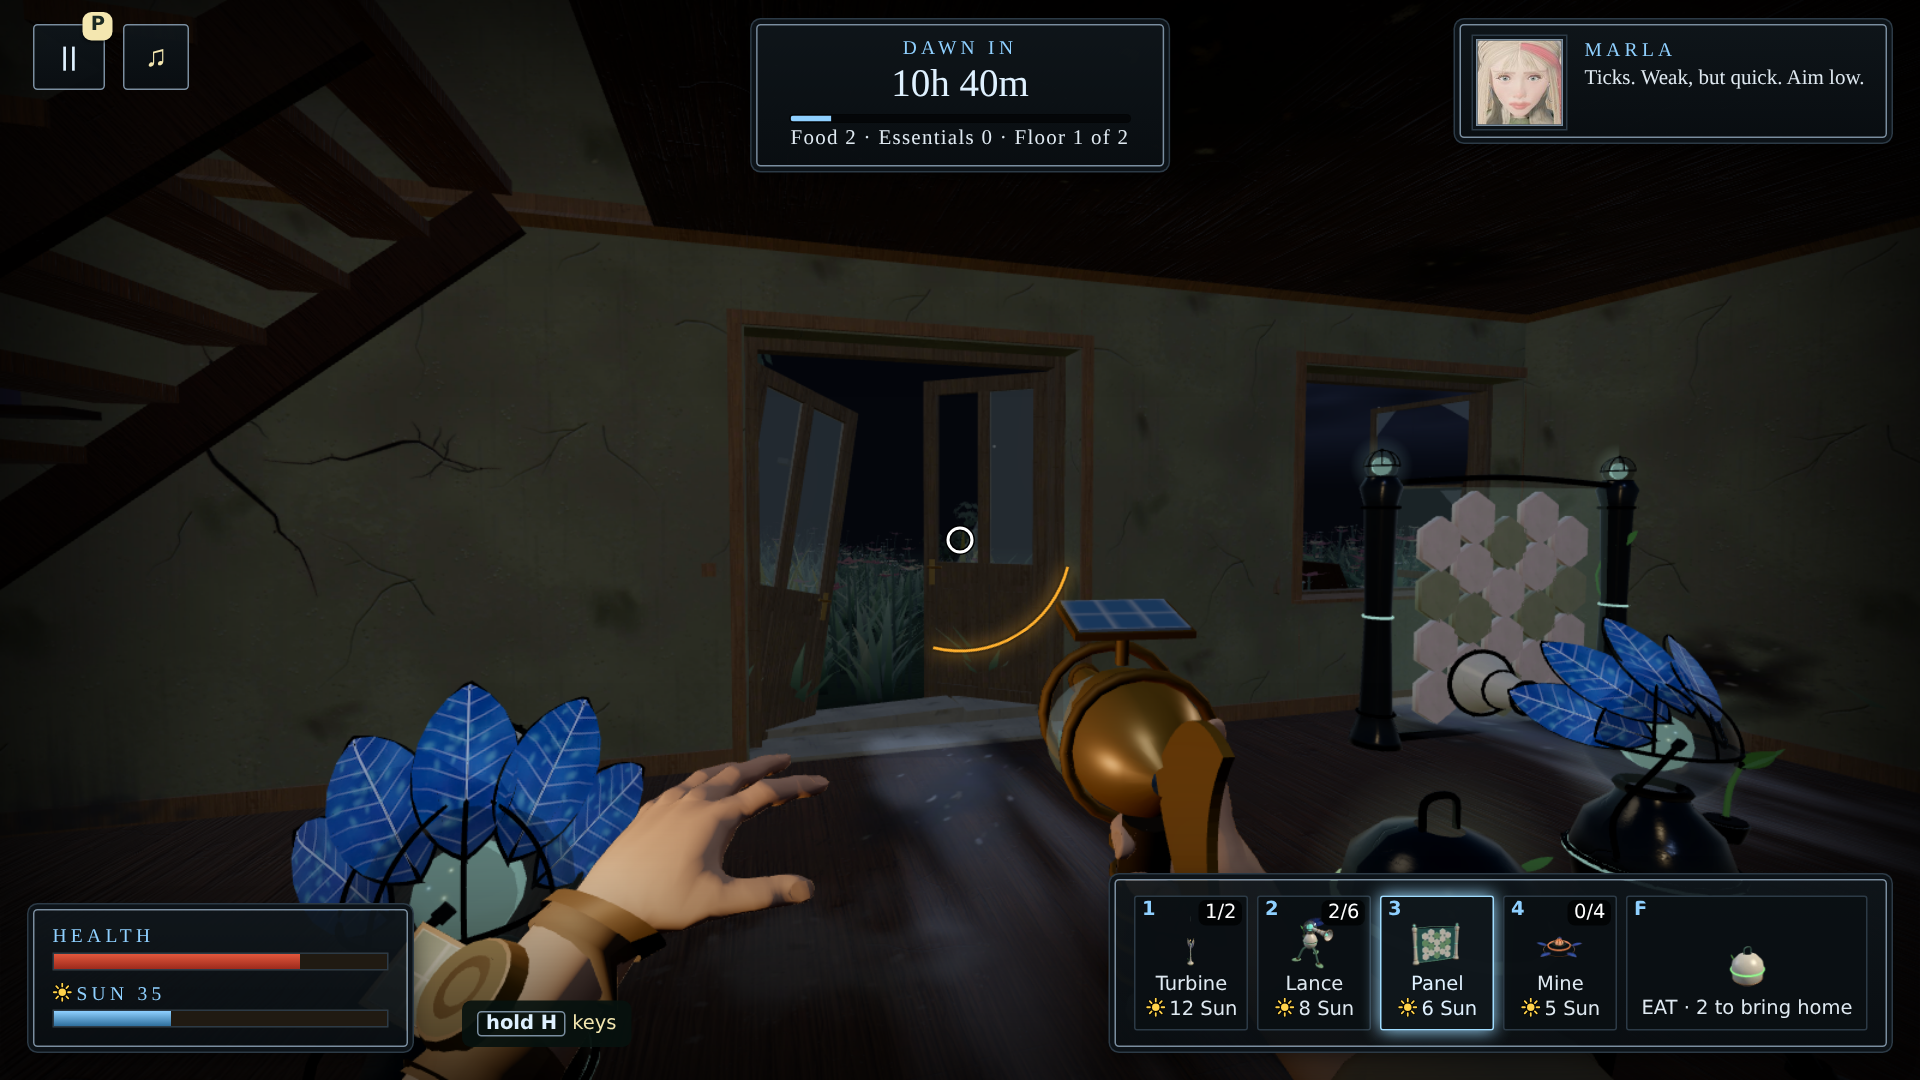 P
DAWN IN
10h 40m
Food 2 · Essentials 0 · Floor 1 of 2
MARLA
Ticks. Weak, but quick. Aim low.
HEALTH
SUN 35
hold H keys
1 1/2
Turbine
12 Sun
2 2/6
Lance
8 Sun
3
Panel
6 Sun
4 0/4
Mine
5 Sun
F
EAT · 2 to bring home